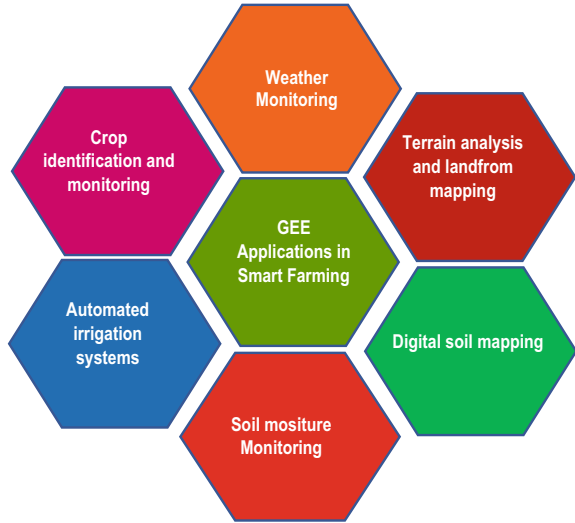 Weather
Monitoring
Crop
identification and
monitoring
Terrain analysis
and landfrom
mapping
GEE
Applications in
Smart Farming
Automated
irrigation
systems
Digital soil mapping
Soil mositure
Monitoring